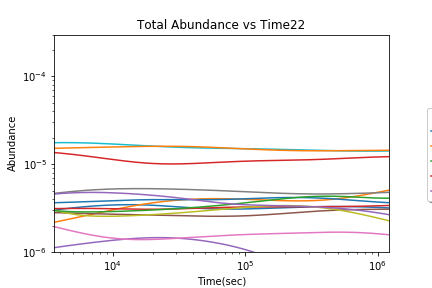 Total Abundance vs Time22
10⁻⁴
10⁻⁵
10⁻⁶
Abundance
10⁴ 10⁵ 10⁶
Time(sec)